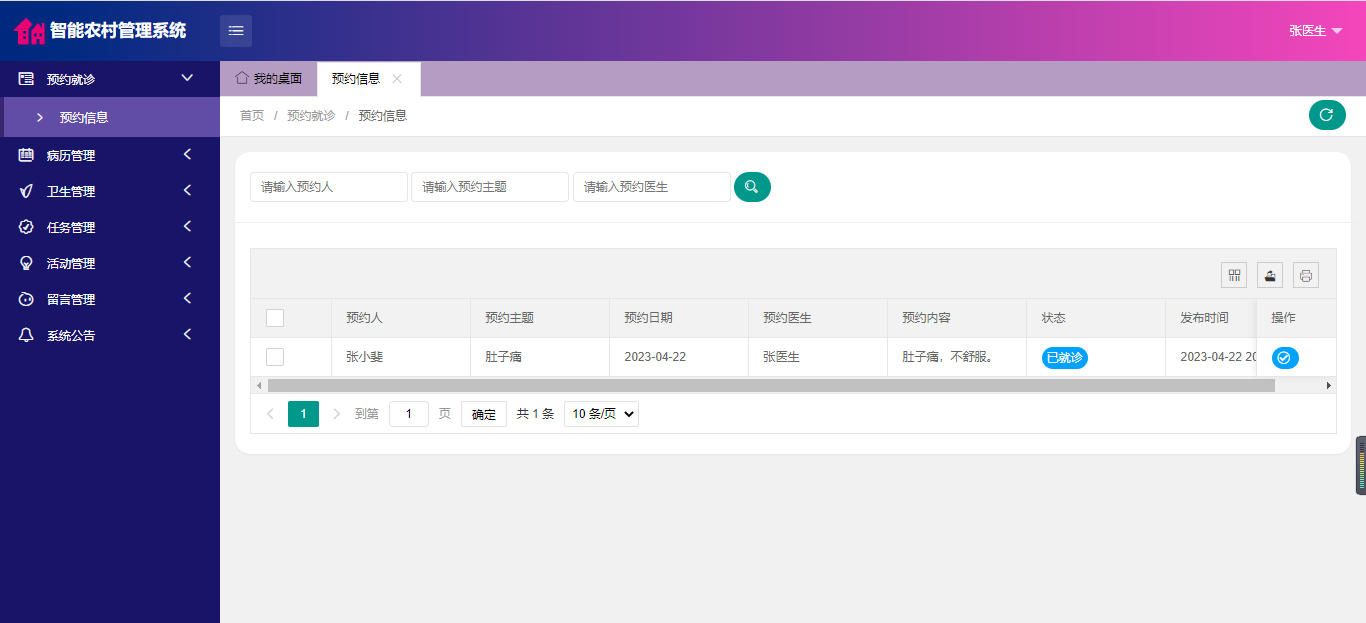 智能农村管理系统
张医生
预约就诊
预约信息
病历管理
卫生管理
任务管理
活动管理
留言管理
系统公告
我的桌面
预约信息
首页 / 预约就诊 / 预约信息
请输入预约人
请输入预约主题
请输入预约医生
预约人 预约主题 预约日期 预约医生 预约内容 状态 发布时间 操作
张小斐 肚子痛 2023-04-22 张医生 肚子痛，不舒服。 已就诊 2023-04-22 20
1 到第 1 页 确定 共 1 条 10 条/页